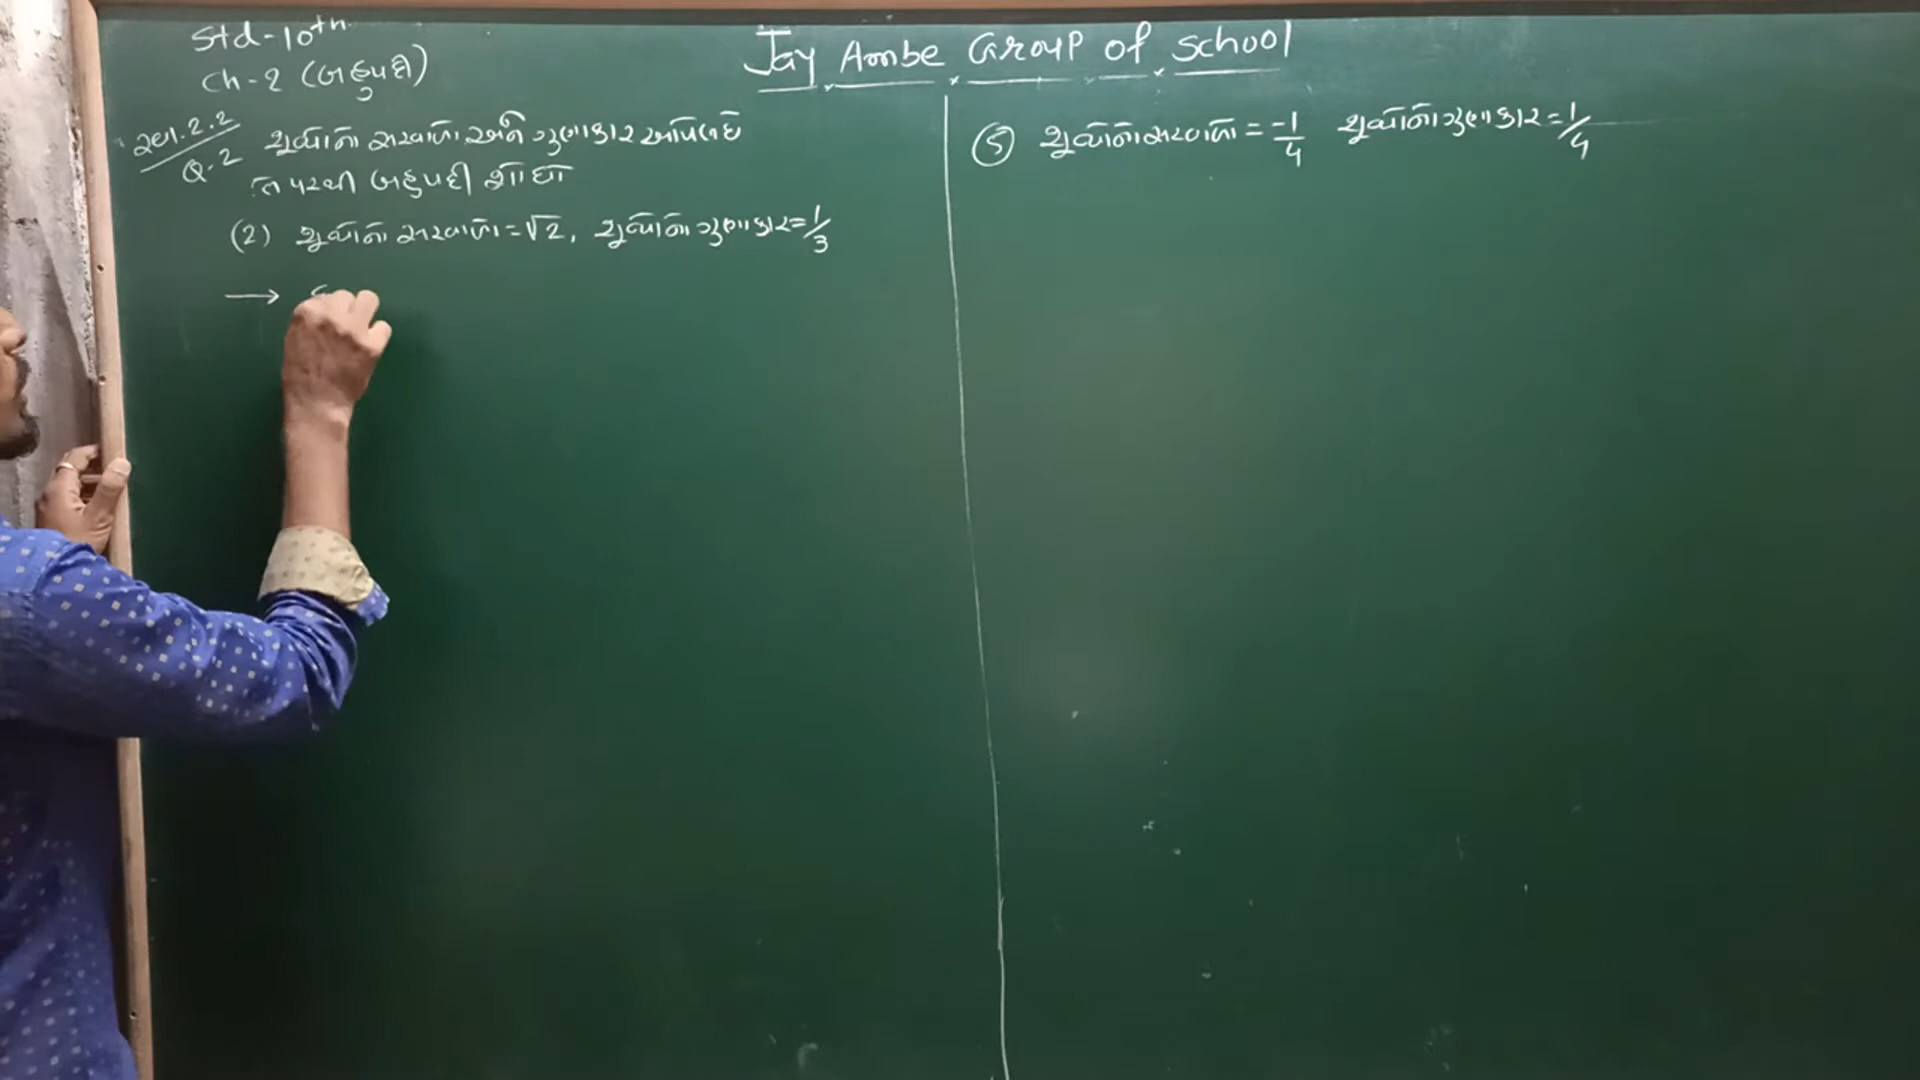 Std-10th
Ch-2 (બહુપદી)
Jay Ambe Group of School
સ્વા.2.2
Q.2
શૂન્યોનો સરવાળો અને ગુણાકાર આપેલ છે
તે પરથી બહુપદી શોધો
(2) શૂન્યોનો સરવાળો = √2, શૂન્યોનો ગુણાકાર = 1/3
→
⑤ શૂન્યોનો સરવાળો = -1/4 શૂન્યોનો ગુણાકાર = 1/4